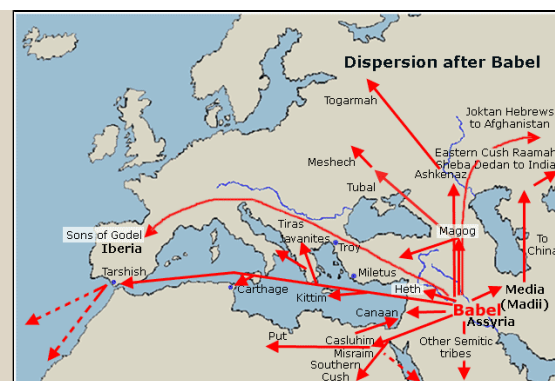 Dispersion after Babel
Togarmah
Joktan Hebrews
to Afghanistan
Eastern Cush Raamah
Sheba Dedan to India
Meshech
Ashkenaz
Tubal
Tiras
Magog
Sons of Godel
Iberia
Javanites
Troy
To
China
Tarshish
Miletus
Carthage
Kittim
Heth
Media
(Madii)
Canaan
Babel
Assyria
Put
Casluhim
Misraim
Other Semitic
tribes
Southern
Cush